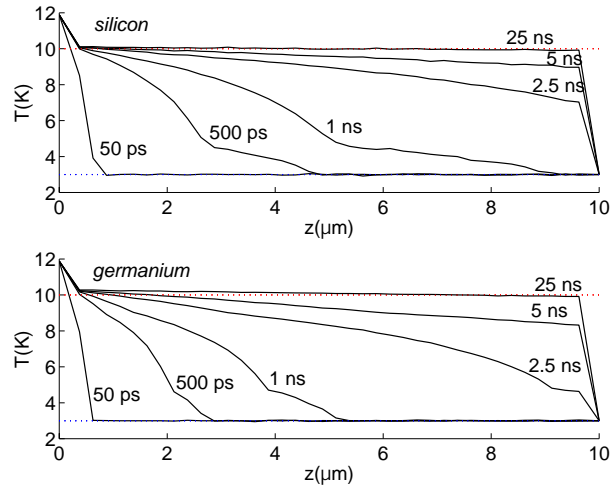 silicon
25 ns
5 ns
2.5 ns
1 ns
500 ps
50 ps
T(K)
12
10
8
6
4
2
0 2 4 6 8 10
z(μm)
germanium
25 ns
5 ns
2.5 ns
1 ns
500 ps
50 ps
T(K)
12
10
8
6
4
2
0 2 4 6 8 10
z(μm)